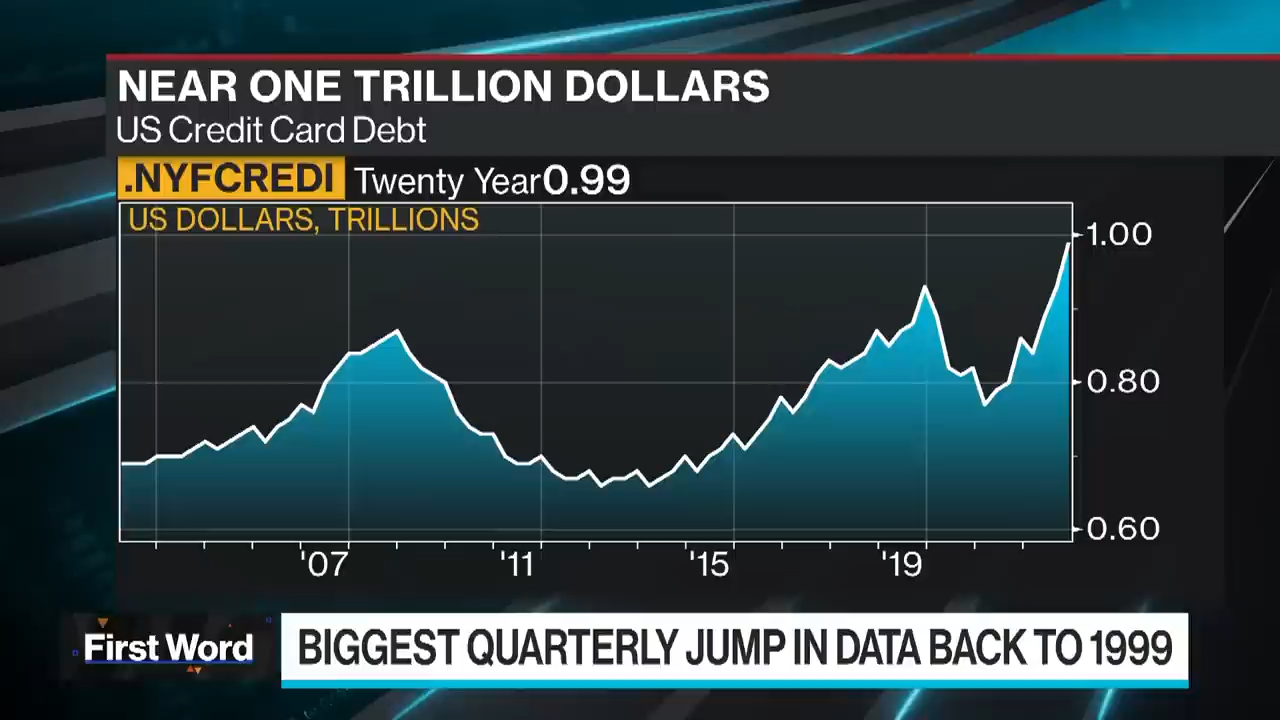 NEAR ONE TRILLION DOLLARS
US Credit Card Debt
.NYFCREDI Twenty Year 0.99
US DOLLARS, TRILLIONS
1.00
0.80
0.60
'07 '11 '15 '19
First Word
BIGGEST QUARTERLY JUMP IN DATA BACK TO 1999